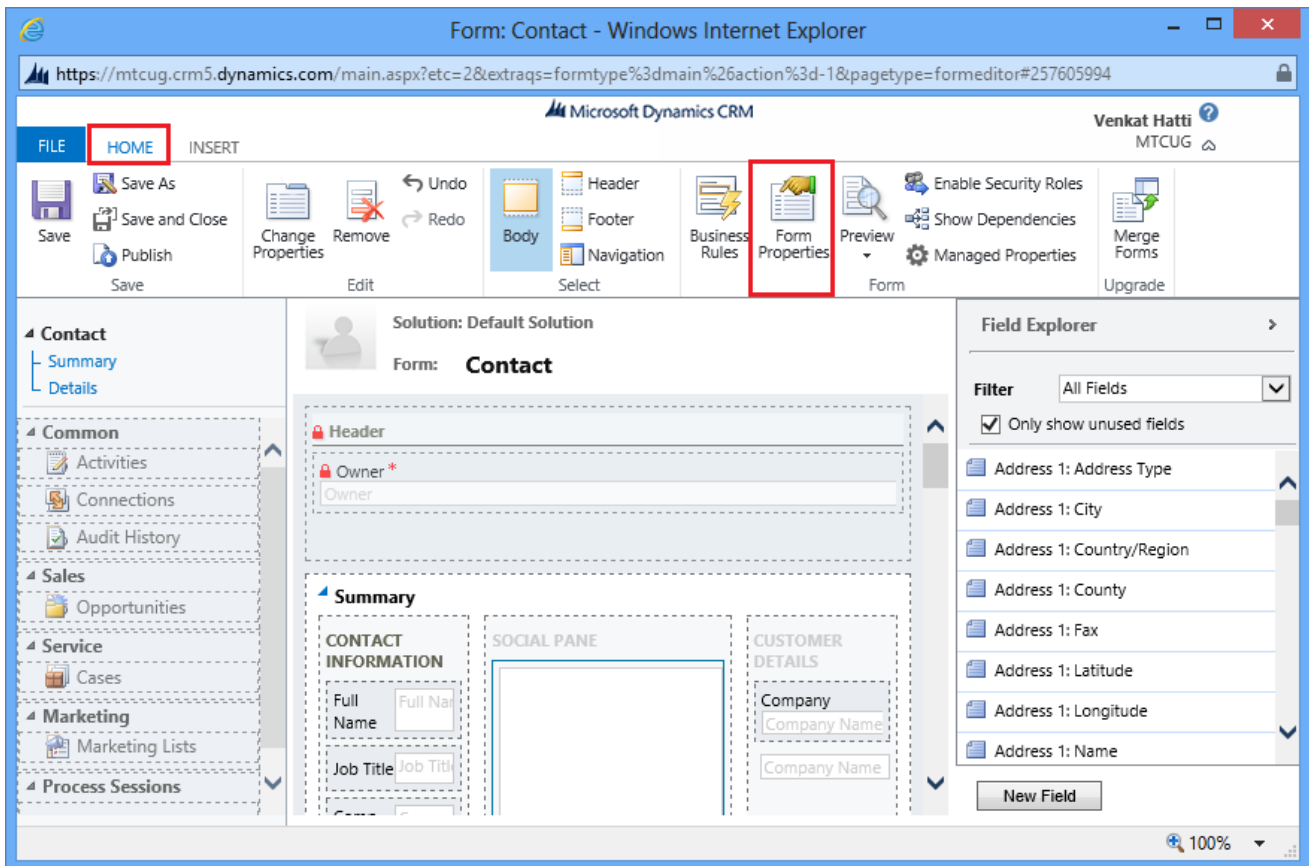 Form: Contact - Windows Internet Explorer
https://mtcug.crm5.dynamics.com/main.aspx?etc=2&extraqs=formtype%3dmain%26action%3d-1&pagetype=formeditor#257605994
Microsoft Dynamics CRM
Venkat Hatti
MTCUG
FILE HOME INSERT
Save
Save As
Save and Close
Publish
Save
Change Properties
Remove
Undo
Redo
Edit
Body
Header
Footer
Navigation
Select
Business Rules
Form Properties
Preview
Enable Security Roles
Show Dependencies
Managed Properties
Form
Merge Forms
Upgrade
Contact
Summary
Details
Common
Activities
Connections
Audit History
Sales
Opportunities
Service
Cases
Marketing
Marketing Lists
Process Sessions
Solution: Default Solution
Form: Contact
Header
Owner *
Owner
Summary
CONTACT INFORMATION
Full Name
Full Nar
Job Title
Job Titl
SOCIAL PANE
CUSTOMER DETAILS
Company
Company Name
Company Name
Field Explorer
Filter All Fields
Only show unused fields
Address 1: Address Type
Address 1: City
Address 1: Country/Region
Address 1: County
Address 1: Fax
Address 1: Latitude
Address 1: Longitude
Address 1: Name
New Field
100%